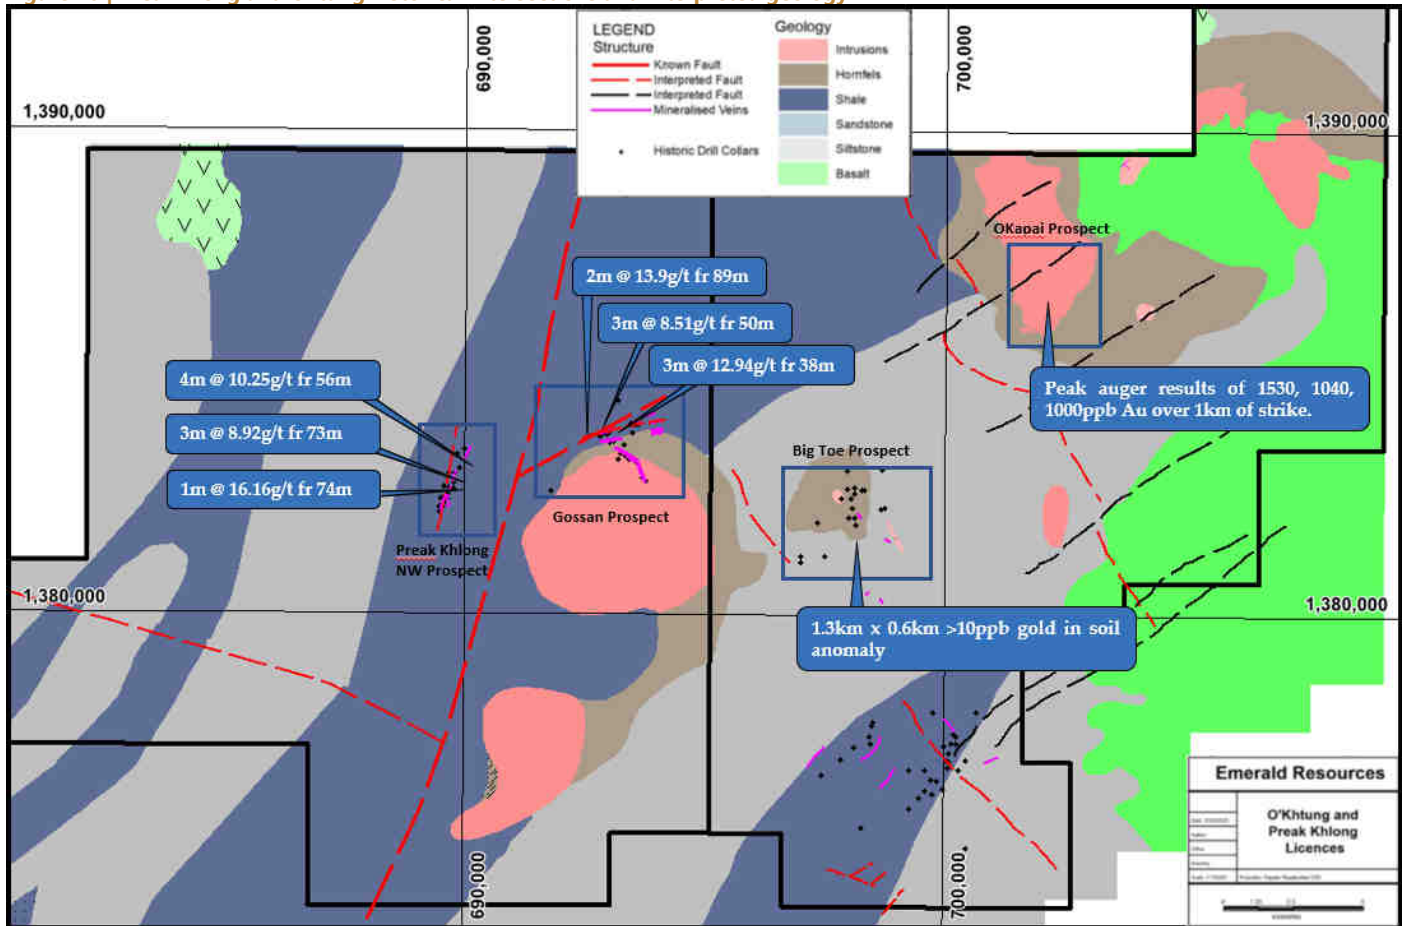 LEGEND
Structure
Known Fault
Interpreted Fault
Interpreted Fault
Mineralised Veins
Historic Drill Collars
Geology
Intrusions
Hornfels
Shale
Sandstone
Siltstone
Basalt
690,000
700,000
1,390,000
1,390,000
OKapai Prospect
2m @ 13.9g/t fr 89m
3m @ 8.51g/t fr 50m
3m @ 12.94g/t fr 38m
4m @ 10.25g/t fr 56m
3m @ 8.92g/t fr 73m
1m @ 16.16g/t fr 74m
Peak auger results of 1530, 1040,
1000ppb Au over 1km of strike.
Big Toe Prospect
Gossan Prospect
Preak Khlong
NW Prospect
1,380,000
1,380,000
1.3km x 0.6km >10ppb gold in soil
anomaly
690,000
700,000
Emerald Resources
O'Khtung and
Preak Khlong
Licences